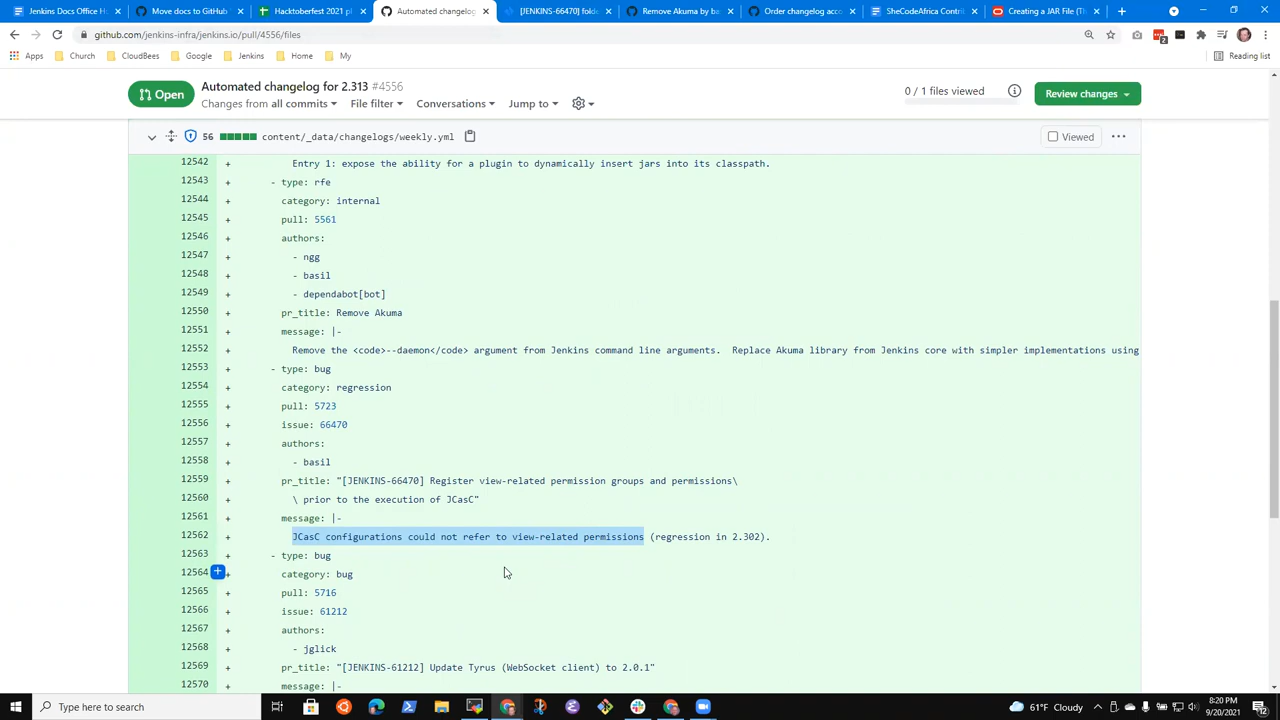 Jenkins Docs Office H
Move docs to GitHub
Hacktoberfest 2021 pl
Automated changelog
[JENKINS-66470] folde
Remove Akuma by ba
Order changelog acco
SheCodeAfrica Contri
Creating a JAR File (Th
github.com/jenkins-infra/jenkins.io/pull/4556/files
2
Apps
Church
CloudBees
Google
Jenkins
Home
My
Reading list
Open
Automated changelog for 2.313 #4556
Changes from all commits
File filter
Conversations
Jump to
0 / 1 files viewed
Review changes
56
content/_data/changelogs/weekly.yml
Viewed
12542 + Entry 1: expose the ability for a plugin to dynamically insert jars into its classpath.
12543 + - type: rfe
12544 + category: internal
12545 + pull: 5561
12546 + authors:
12547 + - ngg
12548 + - basil
12549 + - dependabot[bot]
12550 + pr_title: Remove Akuma
12551 + message: |-
12552 + Remove the <code>--daemon</code> argument from Jenkins command line arguments. Replace Akuma library from Jenkins core with simpler implementations using
12553 + - type: bug
12554 + category: regression
12555 + pull: 5723
12556 + issue: 66470
12557 + authors:
12558 + - basil
12559 + pr_title: "[JENKINS-66470] Register view-related permission groups and permissions\
12560 + \ prior to the execution of JCasC"
12561 + message: |-
12562 + JCasC configurations could not refer to view-related permissions (regression in 2.302).
12563 + - type: bug
12564 + category: bug
12565 + pull: 5716
12566 + issue: 61212
12567 + authors:
12568 + - jglick
12569 + pr_title: "[JENKINS-61212] Update Tyrus (WebSocket client) to 2.0.1"
12570 + message: |-
Type here to search
61°F Cloudy
8:20 PM
9/20/2021